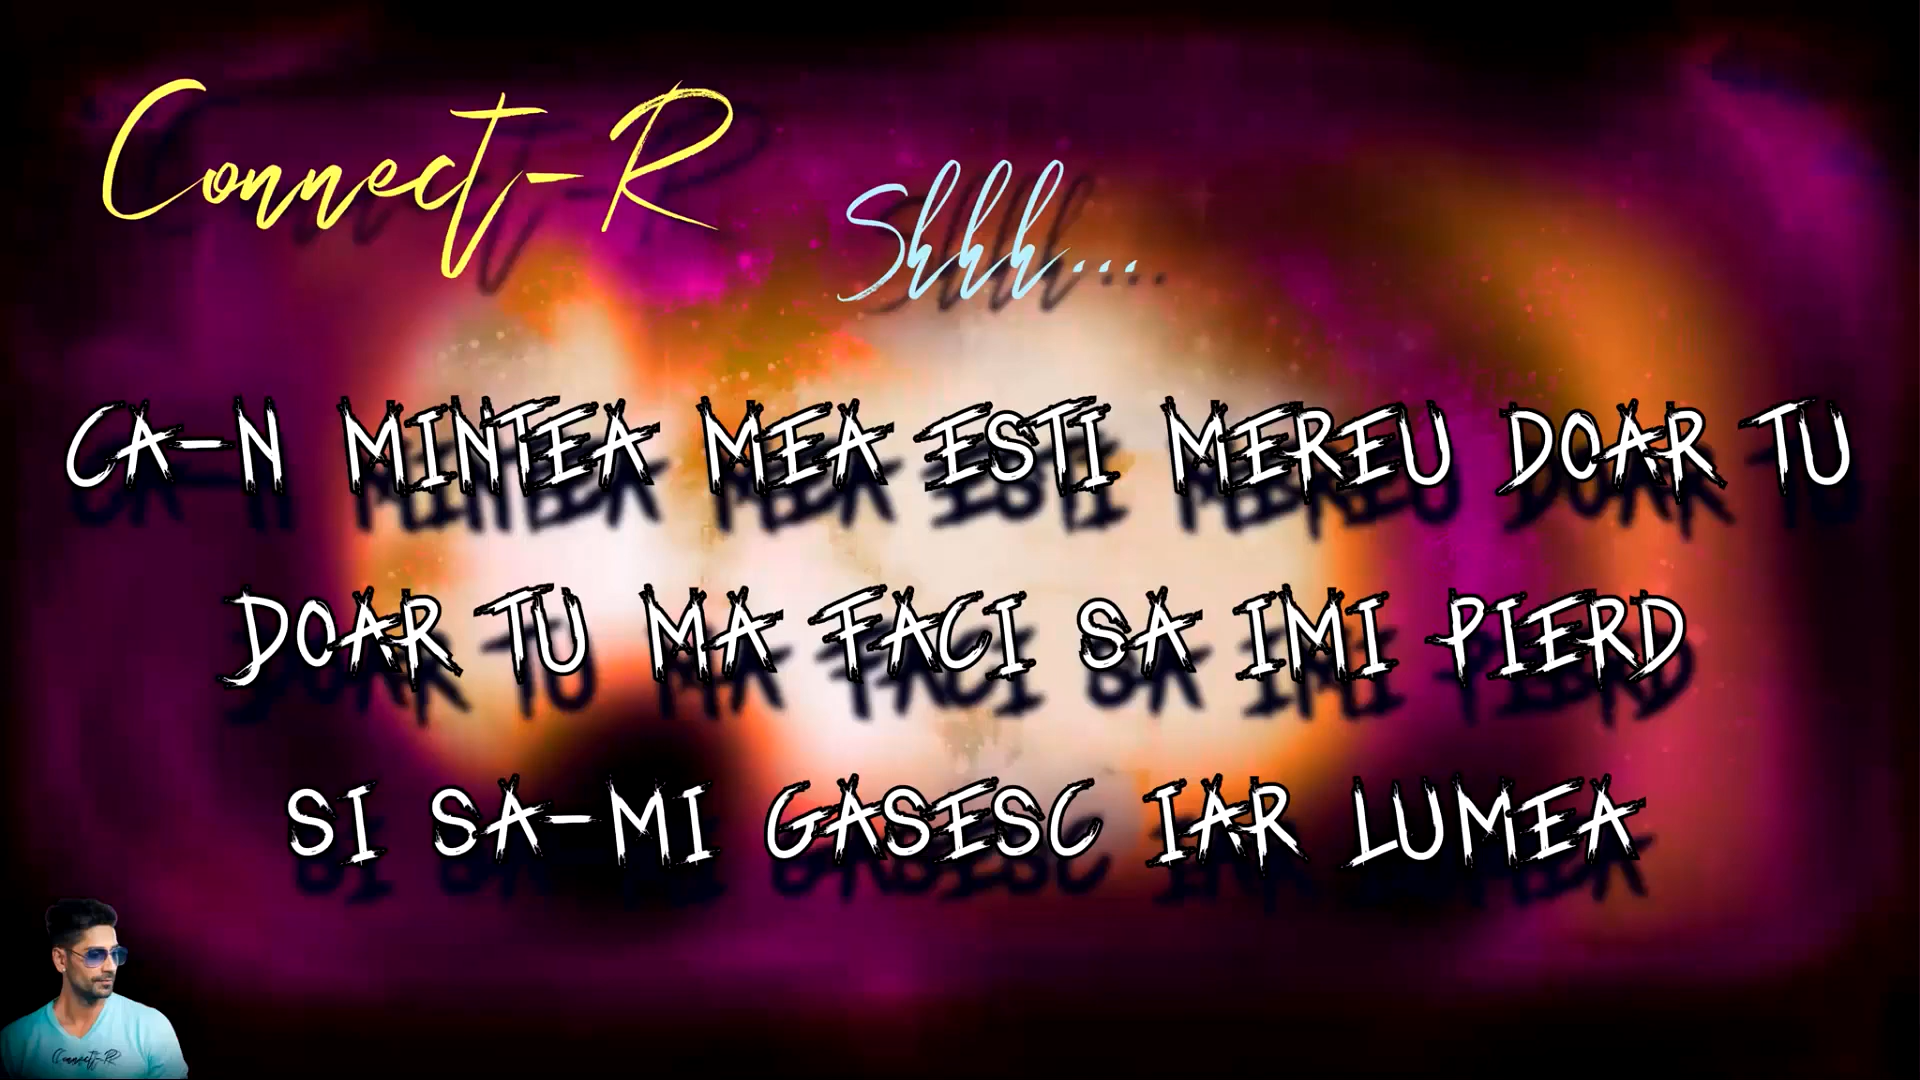 Connect-R
Shhh....
CA-N MINTEA MEA ESTI MEREU DOAR TU
DOAR TU MA FACI SA IMI PIERD
SI SA-MI GASESC IAR LUMEA
Connect-R